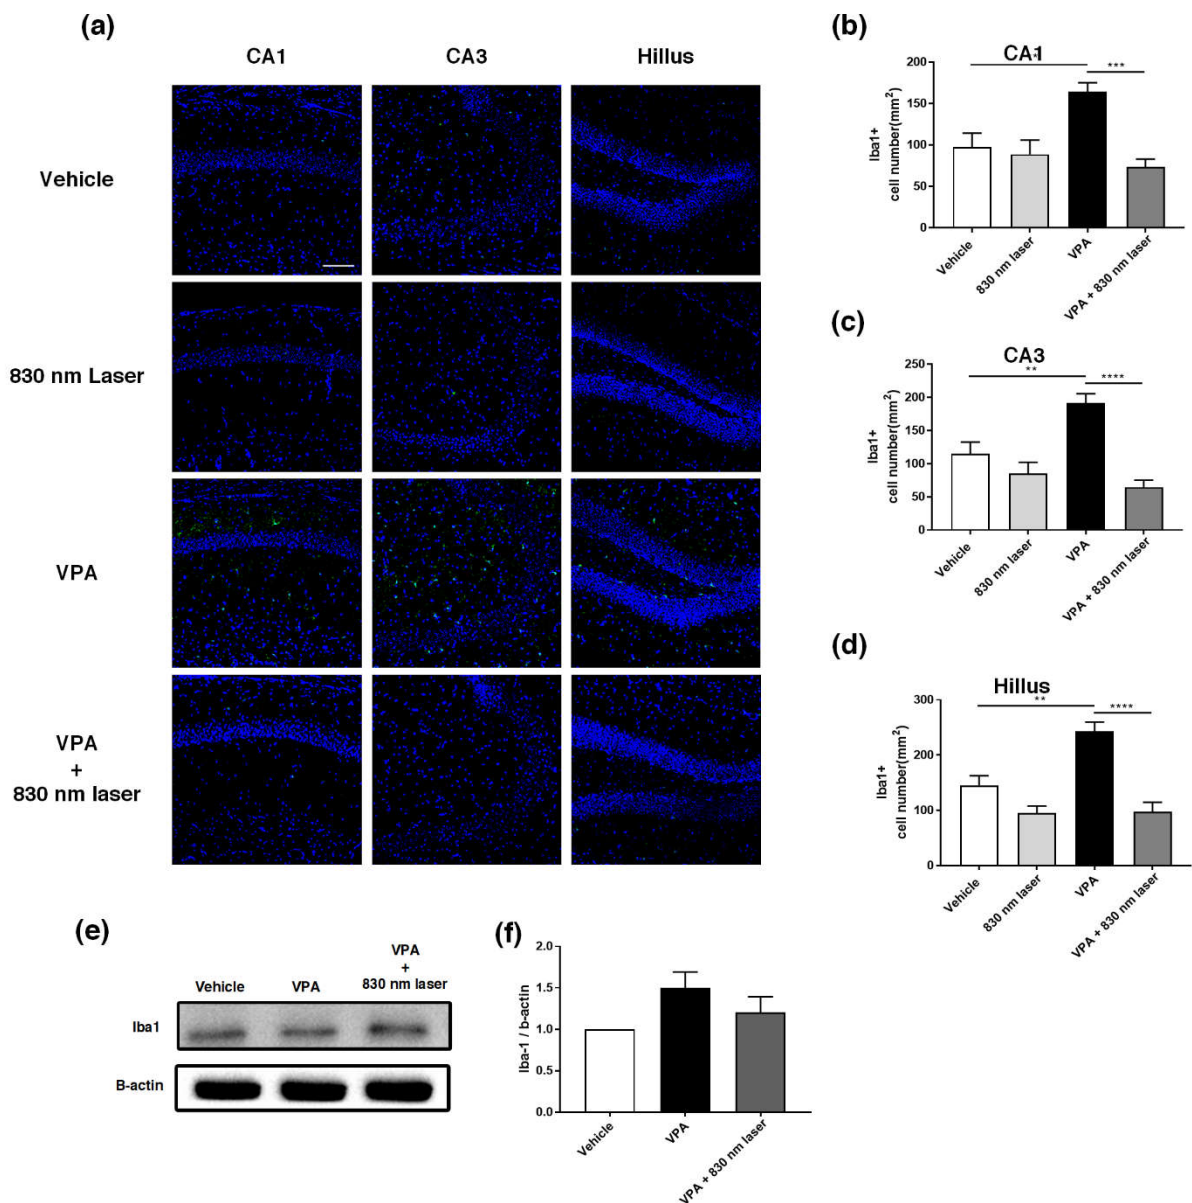 (a)
CA1 CA3 Hillus
Vehicle
830 nm Laser
VPA
VPA
+
830 nm laser
(b)
CA1
***
Iba1+
cell number(mm²)
200
150
100
50
0
Vehicle
830 nm laser
VPA
VPA + 830 nm laser
(c)
CA3
**
****
Iba1+
cell number(mm²)
250
200
150
100
50
0
Vehicle
830 nm laser
VPA
VPA + 830 nm laser
(d)
Hillus
**
****
Iba1+
cell number(mm²)
300
200
100
0
Vehicle
830 nm laser
VPA
VPA + 830 nm laser
(e)
Vehicle
VPA
VPA
+
830 nm laser
Iba1
B-actin
(f)
Iba-1 / b-actin
2.0
1.5
1.0
0.5
0.0
Vehicle
VPA
VPA + 830 nm laser